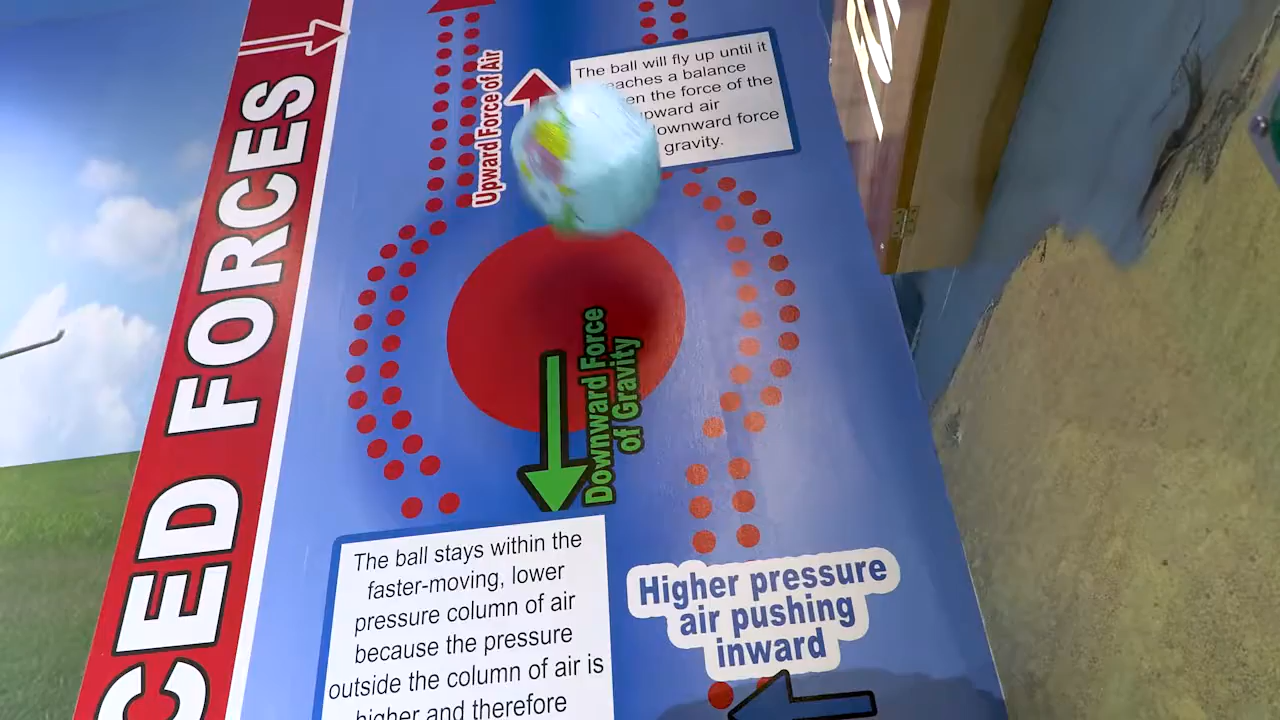 CED FORCES
Upward Force of Air
The ball will fly up until it
a balance
the force of the
air
downward force
gravity.
Downward Force
of Gravity
The ball stays within the
faster-moving, lower
pressure column of air
because the pressure
outside the column of air is
higher and therefore
Higher pressure
air pushing
inward